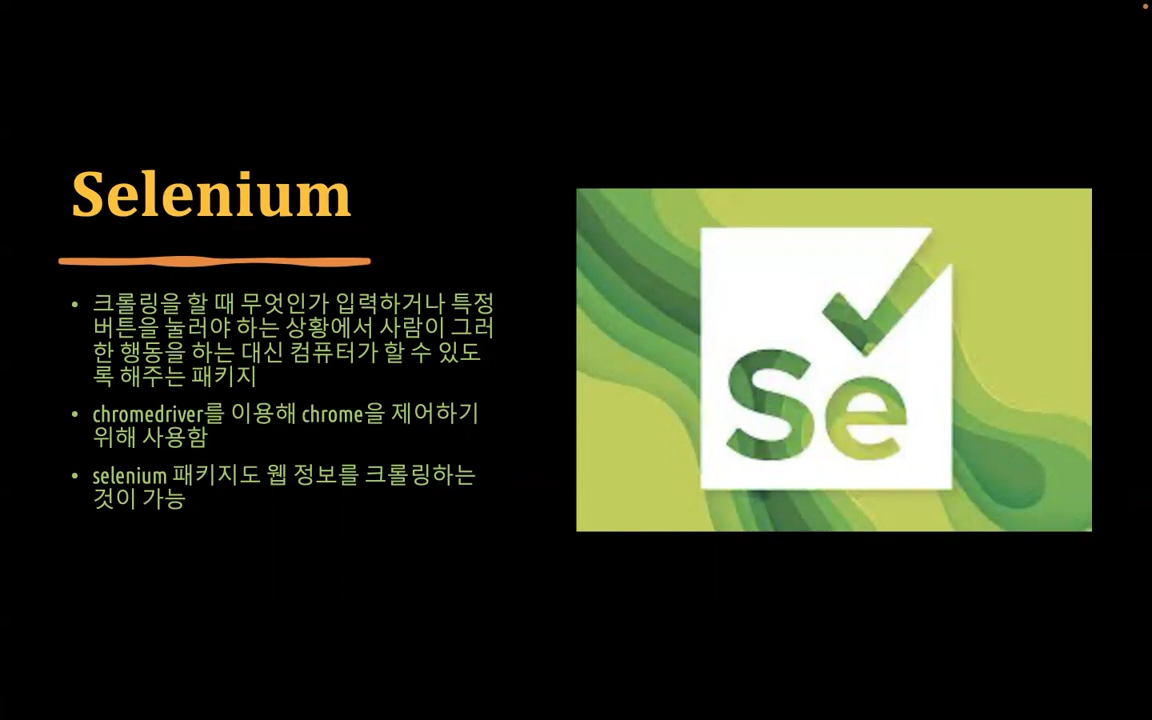 Selenium
• 크롤링을 할 때 무엇인가 입력하거나 특정
버튼을 눌러야 하는 상황에서 사람이 그러
한 행동을 하는 대신 컴퓨터가 할 수 있도
록 해주는 패키지
• chromedriver를 이용해 chrome을 제어하기
위해 사용함
• selenium 패키지도 웹 정보를 크롤링하는
것이 가능
Se